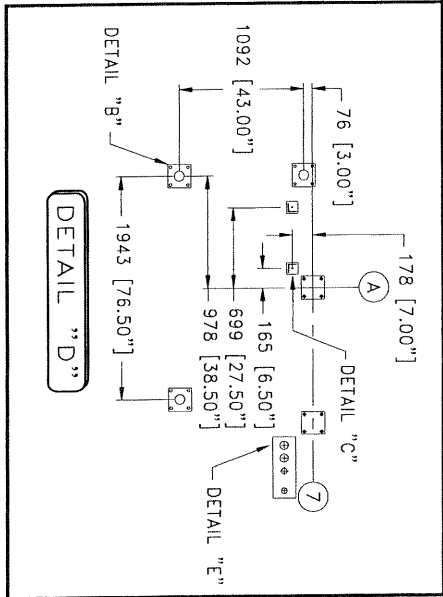 1092 [43.00"]
76 [3.00"]
178 [7.00"]
A
7
DETAIL "B"
DETAIL "C"
165 [6.50"]
699 [27.50"]
978 [38.50"]
1943 [76.50"]
DETAIL "E"
DETAIL "D"